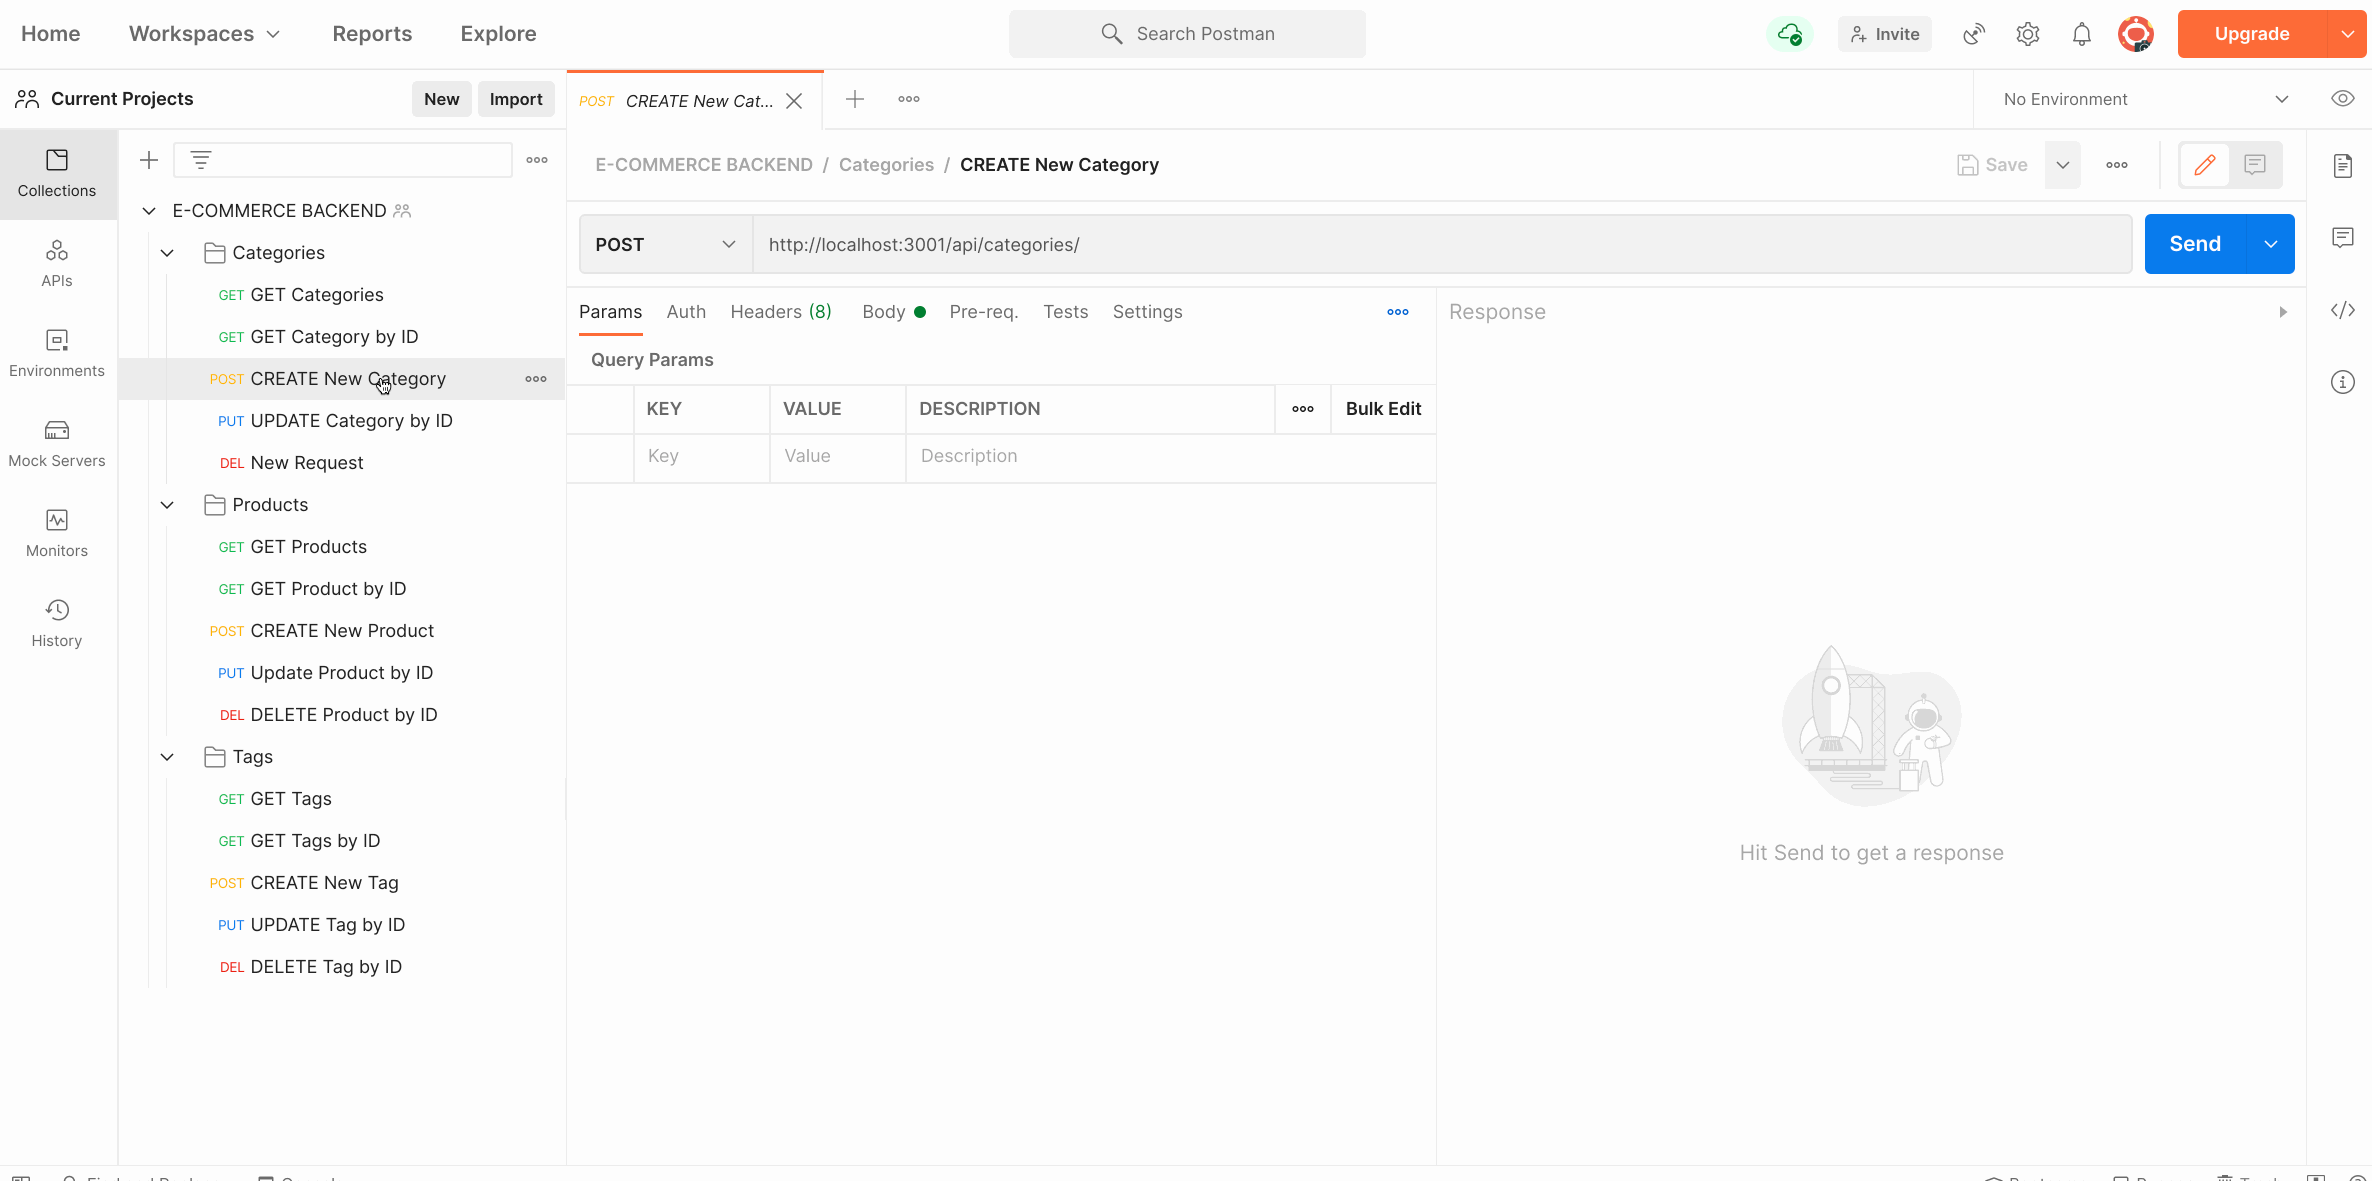 Home Workspaces Reports Explore Search Postman Invite Upgrade
Current Projects New Import POST CREATE New Cat... No Environment
E-COMMERCE BACKEND / Categories / CREATE New Category Save
Collections
E-COMMERCE BACKEND
POST http://localhost:3001/api/categories/ Send
Categories
APIs
GET GET Categories
Params Auth Headers (8) Body Pre-req. Tests Settings Response
GET GET Category by ID
Query Params
Environments
POST CREATE New Category
KEY VALUE DESCRIPTION Bulk Edit
PUT UPDATE Category by ID
Key Value Description
Mock Servers
DEL New Request
Products
Monitors
GET GET Products
GET GET Product by ID
History
POST CREATE New Product
PUT Update Product by ID
DEL DELETE Product by ID
Tags
GET GET Tags
GET GET Tags by ID
Hit Send to get a response
POST CREATE New Tag
PUT UPDATE Tag by ID
DEL DELETE Tag by ID